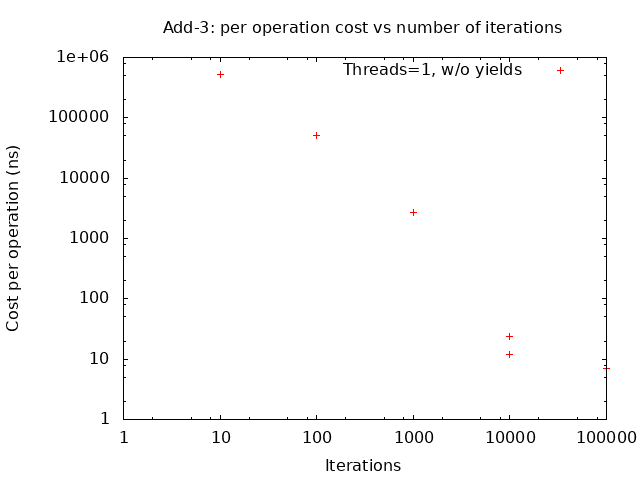 Add-3: per operation cost vs number of iterations
1e+06
Threads=1, w/o yields
100000
10000
1000
100
10
1
Cost per operation (ns)
1 10 100 1000 10000 100000
Iterations